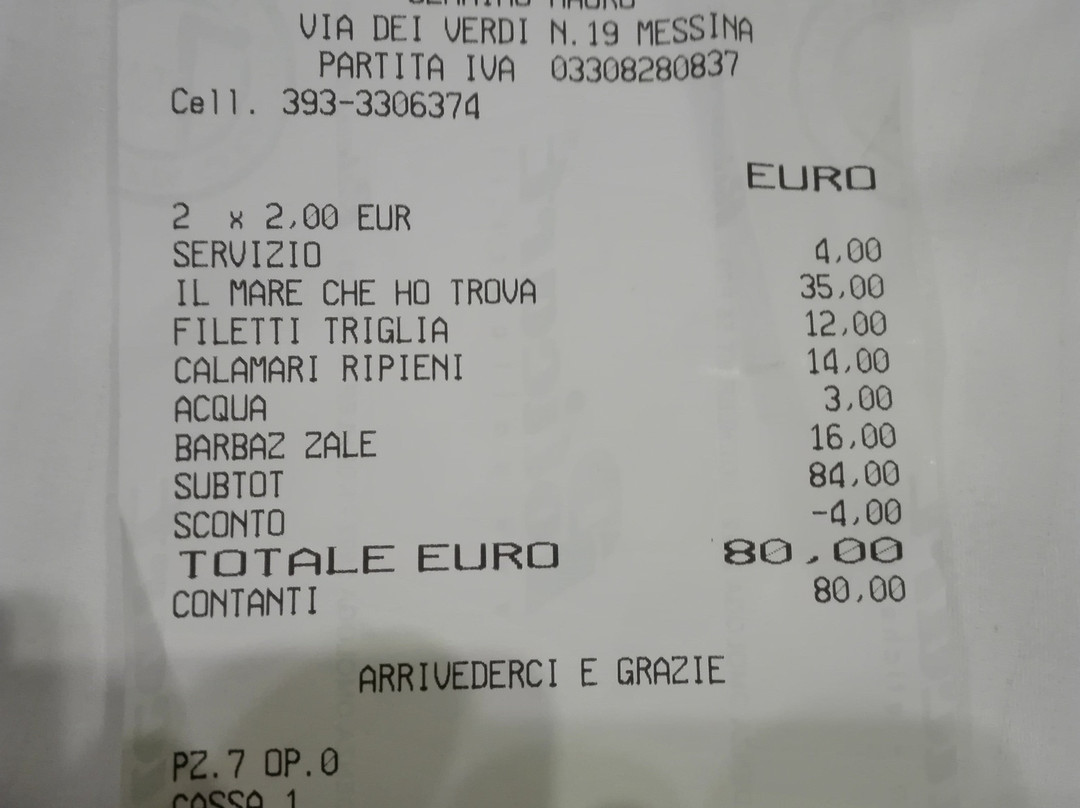 VIA DEI VERDI N.19 MESSINA
PARTITA IVA 03308280837
Cell. 393-3306374
EURO
2 x 2,00 EUR
SERVIZIO 4,00
IL MARE CHE HO TROVA 35,00
FILETTI TRIGLIA 12,00
CALAMARI RIPIENI 14,00
ACQUA 3,00
BARBAZ ZALE 16,00
SUBTOT 84,00
SCONTO -4,00
TOTALE EURO 80,00
CONTANTI 80,00
ARRIVEDERCI E GRAZIE
PZ.7 OP.0
CASSA 1